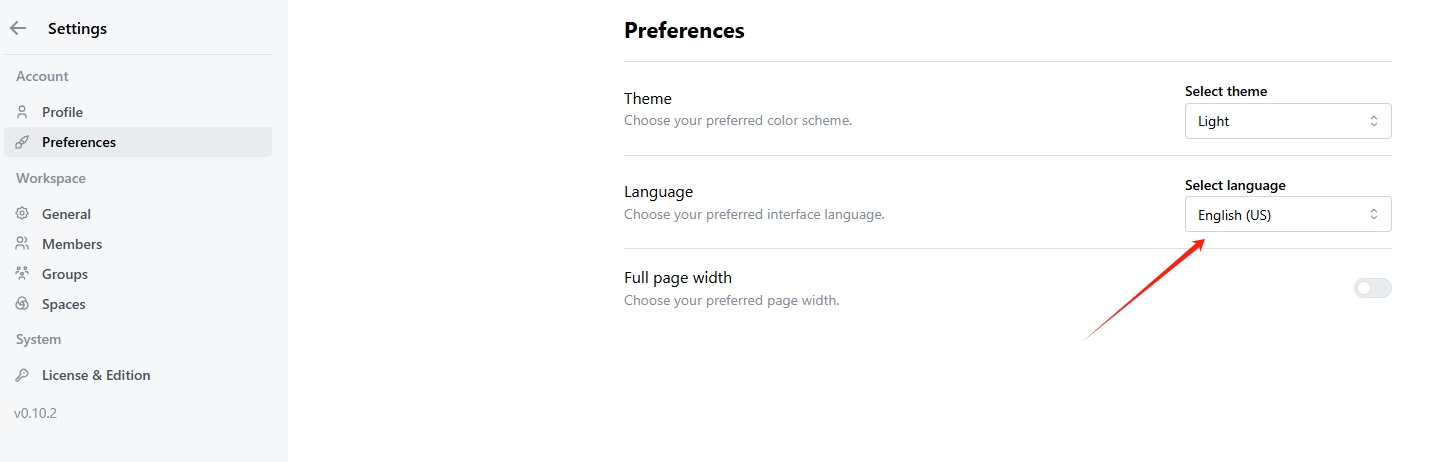 Settings
Account
Profile
Preferences
Workspace
General
Members
Groups
Spaces
System
License & Edition
v0.10.2
Preferences
Theme
Choose your preferred color scheme.
Select theme
Light
Language
Choose your preferred interface language.
Select language
English (US)
Full page width
Choose your preferred page width.